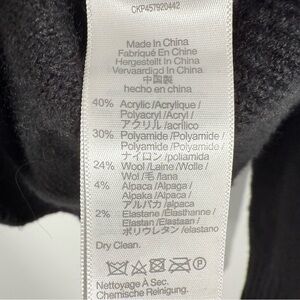 CKP457920442
Made In China
Fabriqué En Chine
Hergestellt In China
Vervaardigd In China
中国製
hecho en china
40% Acrylic/Acrylique/
Polyacryl/Acryl/
アクリル/acrílico
30% Polyamide/Polyamide/
Polyamid/Polyamide/
ナイロン/poliamida
24% Wool/Laine/Wolle/
Wol/毛/lana
4% Alpaca/Alpaga/
Alpaka/Alpaca/
アルパカ/alpaca
2% Elastane/Élasthanne/
Elastan/Elastaan/
ポリウレタン/elastano
Dry Clean.
P
Nettoyage À Sec.
Chemische Reinigung.